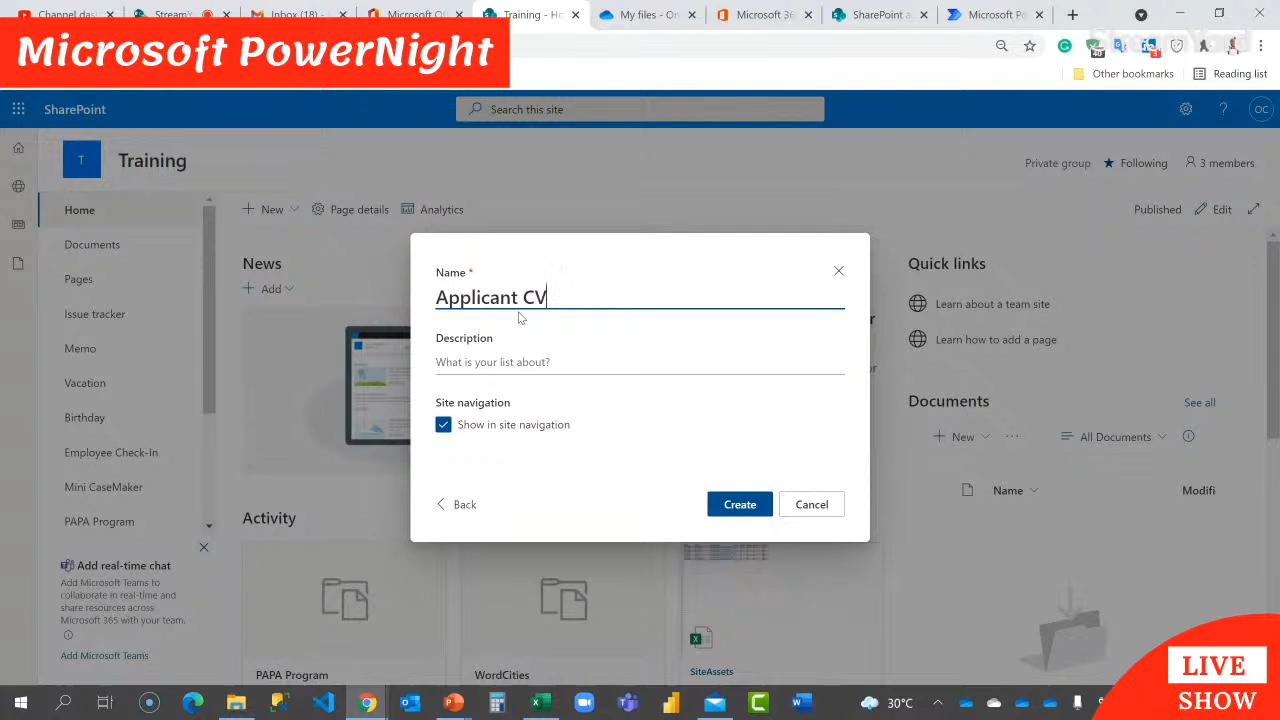 Channel das
StreamY
Inbox (18) -
Microsoft Of
Training - Ho
My files - On
Microsoft 36
SharePoint a
Microsoft Po
Microsoft PowerNight
Other bookmarks
Reading list
SharePoint
Search this site
OC
T
Training
Private group
Following
3 members
Home
New
Page details
Analytics
Published
Edit
Documents
Pages
Issue tracker
Memo
Vacation
Birthday
Employee Check-In
Mini CaseMaker
PAPA Program
News
Add
Name *
Applicant CV
Description
What is your list about?
Site navigation
Show in site navigation
Back
Create
Cancel
Quick links
Learn about a team site
Learn how to add a page
Documents
See all
New
All Documents
Name
Modifi
Activity
PAPA Program
WordCities
SiteAssets
Add real-time chat
Add Microsoft Teams to
collaborate in real-time and
share resources across
Microsoft 365 with your team.
Add Microsoft Teams
30°C
LIVE
SHOW